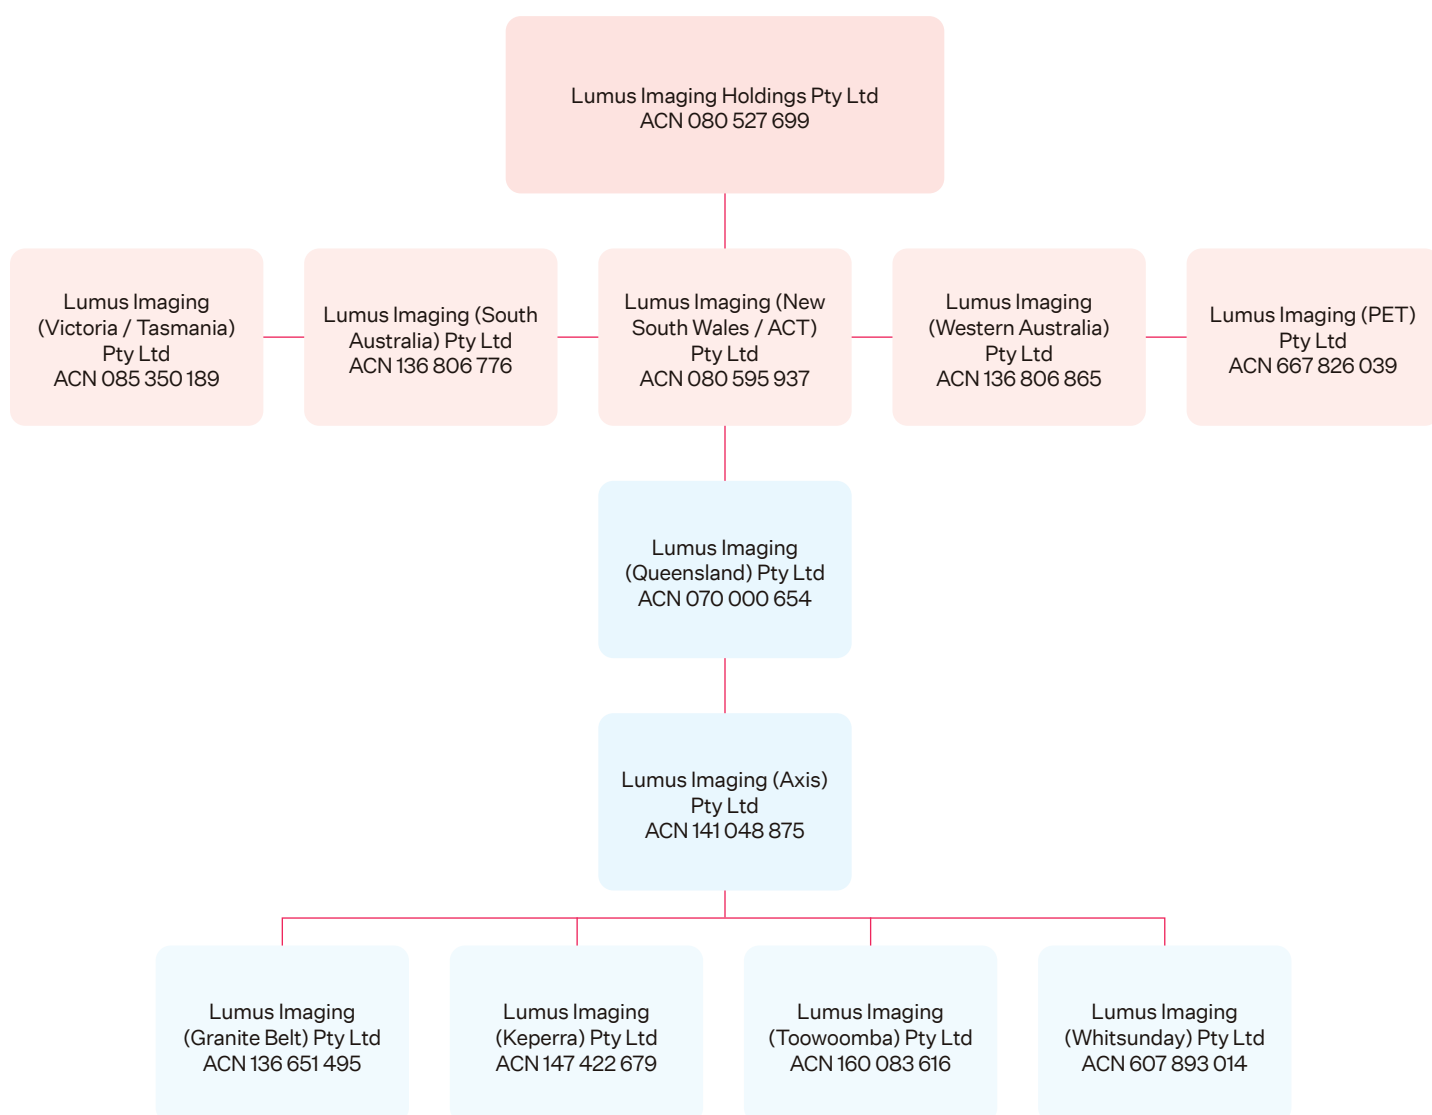 Lumus Imaging Holdings Pty Ltd
ACN 080 527 699
Lumus Imaging
(Victoria / Tasmania)
Pty Ltd
ACN 085 350 189
Lumus Imaging (South
Australia) Pty Ltd
ACN 136 806 776
Lumus Imaging (New
South Wales / ACT)
Pty Ltd
ACN 080 595 937
Lumus Imaging
(Western Australia)
Pty Ltd
ACN 136 806 865
Lumus Imaging (PET)
Pty Ltd
ACN 667 826 039
Lumus Imaging
(Queensland) Pty Ltd
ACN 070 000 654
Lumus Imaging (Axis)
Pty Ltd
ACN 141 048 875
Lumus Imaging
(Granite Belt) Pty Ltd
ACN 136 651 495
Lumus Imaging
(Keperra) Pty Ltd
ACN 147 422 679
Lumus Imaging
(Toowoomba) Pty Ltd
ACN 160 083 616
Lumus Imaging
(Whitsunday) Pty Ltd
ACN 607 893 014